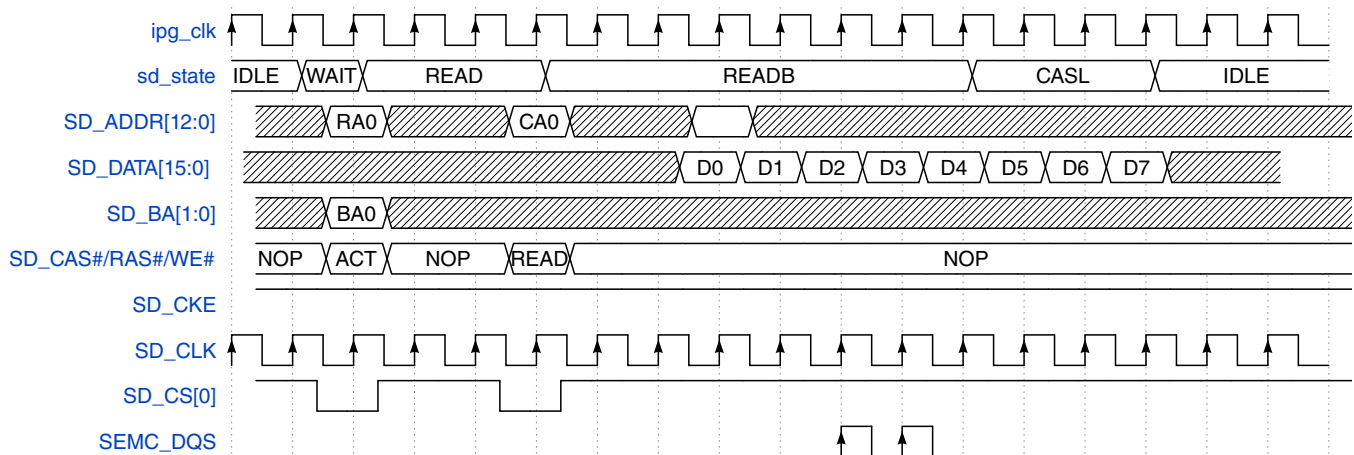 ipg_clk
sd_state IDLE WAIT READ READB CASL IDLE
SD_ADDR[12:0] RA0 CA0
SD_DATA[15:0] D0 D1 D2 D3 D4 D5 D6 D7
SD_BA[1:0] BA0
SD_CAS#/RAS#/WE# NOP ACT NOP READ NOP
SD_CKE
SD_CLK
SD_CS[0]
SEMC_DQS